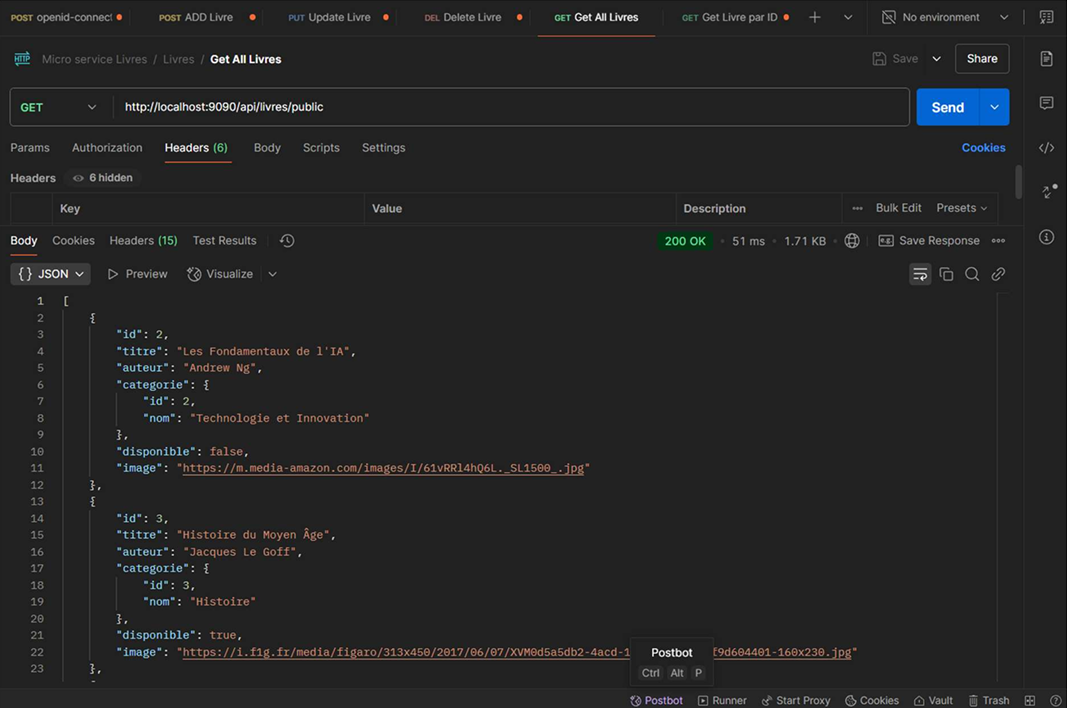 POST openid-connect POST ADD Livre PUT Update Livre DEL Delete Livre GET Get All Livres GET Get Livre par ID No environment
HTTP Micro service Livres / Livres / Get All Livres Save Share
GET http://localhost:9090/api/livres/public Send
Params Authorization Headers (6) Body Scripts Settings Cookies
Headers 6 hidden
Key Value Description Bulk Edit Presets
Body Cookies Headers (15) Test Results 200 OK 51 ms 1.71 KB Save Response
{} JSON Preview Visualize
1 [
2 {
3 "id": 2,
4 "titre": "Les Fondamentaux de l'IA",
5 "auteur": "Andrew Ng",
6 "categorie": {
7 "id": 2,
8 "nom": "Technologie et Innovation"
9 },
10 "disponible": false,
11 "image": "https://m.media-amazon.com/images/I/61vRRl4hQ6L._SL1500_.jpg"
12 },
13 {
14 "id": 3,
15 "titre": "Histoire du Moyen Âge",
16 "auteur": "Jacques Le Goff",
17 "categorie": {
18 "id": 3,
19 "nom": "Histoire"
20 },
21 "disponible": true,
22 "image": "https://i.f1g.fr/media/figaro/313x450/2017/06/07/XVM0d5a5db2-4acd-1 f9d604401-160x230.jpg"
23 },
Postbot
Ctrl Alt P
Postbot Runner Start Proxy Cookies Vault Trash